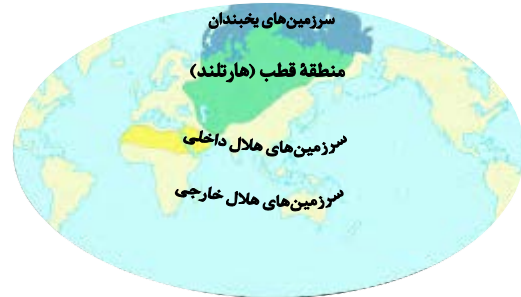 سرزمین‌های یخبندان
منطقهٔ قطب (هارتلند)
سرزمین‌های هلال داخلی
سرزمین‌های هلال خارجی